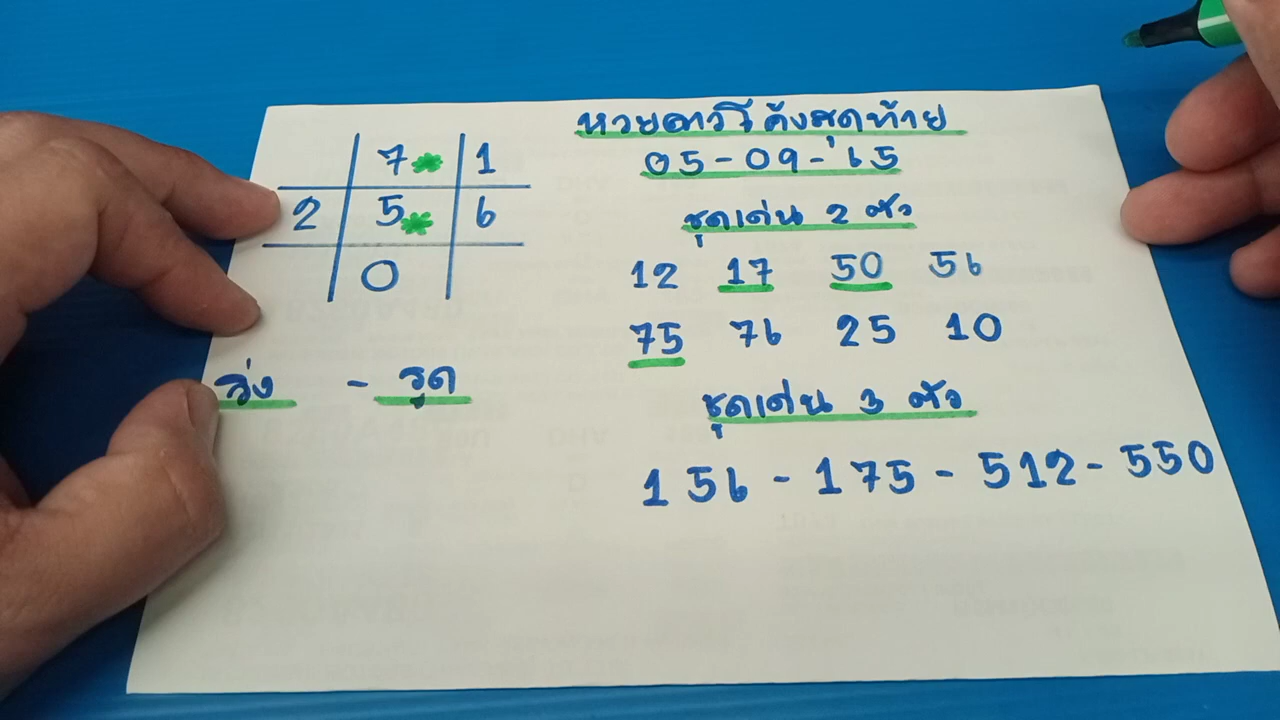 7 1
2 5 6
0
วิ่ง - รูด
หวยลาววีคังสุดท้าย
05-09-'65
ชุดเด่น 2 ตัว
12 17 50 56
75 76 25 10
ชุดเด่น 3 ตัว
156 - 175 - 512 - 550